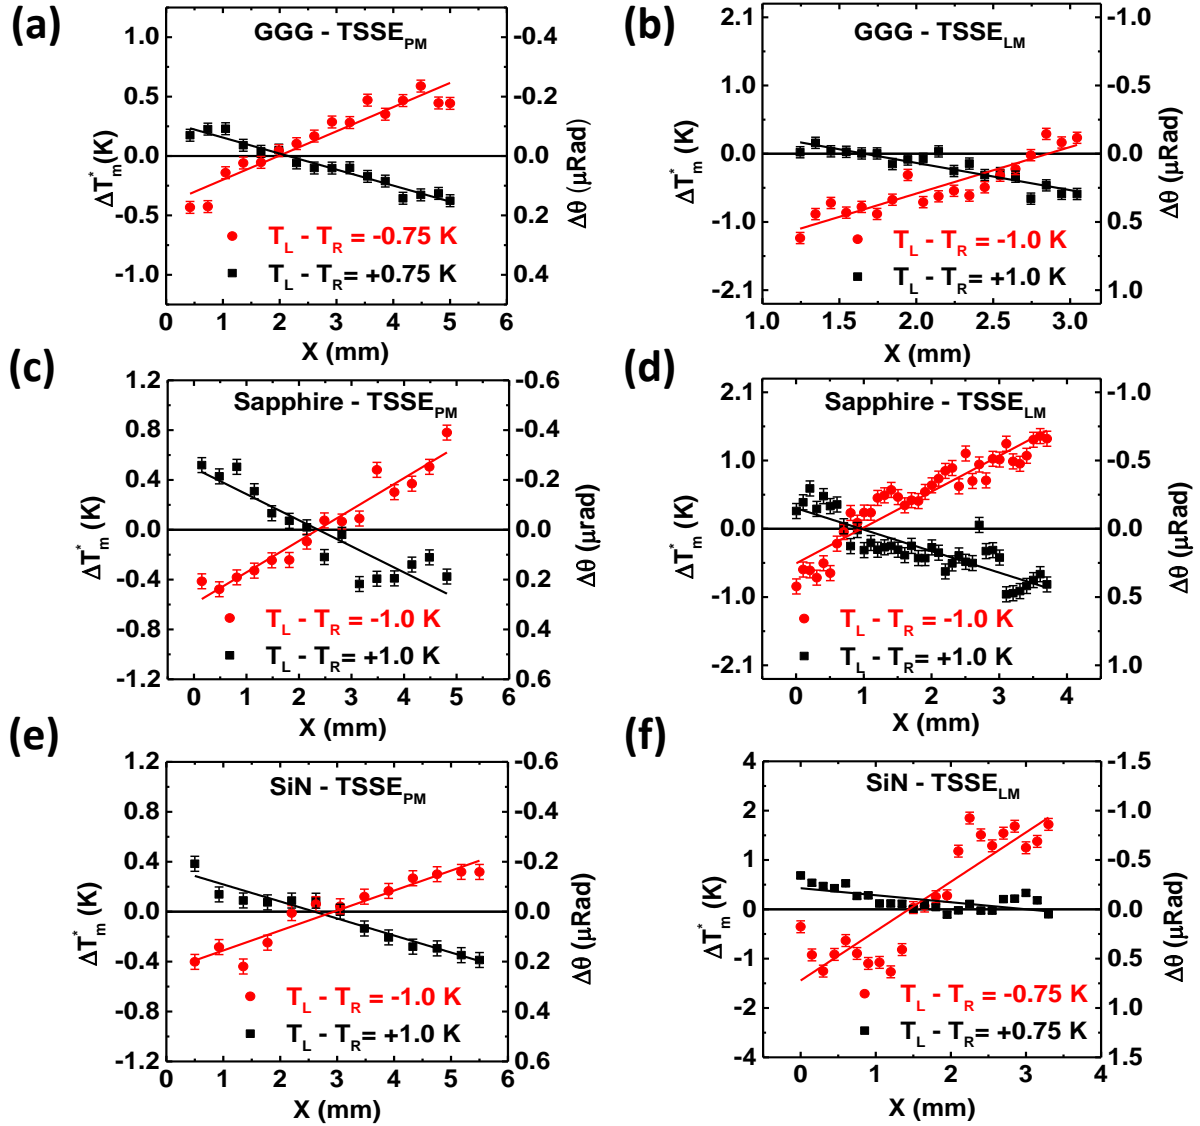 (a)
GGG - TSSE_PM
1.0
0.5
0.0
-0.5
-1.0
ΔT*_m (K)
-0.4
-0.2
0.0
0.2
0.4
Δθ (μRad)
T_L - T_R = -0.75 K
T_L - T_R= +0.75 K
0 1 2 3 4 5 6
X (mm)
(b)
GGG - TSSE_LM
2.1
1.0
0.0
-1.0
-2.1
ΔT*_m (K)
-1.0
-0.5
0.0
0.5
1.0
Δθ (μRad)
T_L - T_R = -1.0 K
T_L - T_R= +1.0 K
1.0 1.5 2.0 2.5 3.0
X (mm)
(c)
Sapphire - TSSE_PM
1.2
0.8
0.4
0.0
-0.4
-0.8
-1.2
ΔT*_m (K)
-0.6
-0.4
-0.2
0.0
0.2
0.4
0.6
Δθ (μrad)
T_L - T_R = -1.0 K
T_L - T_R= +1.0 K
0 1 2 3 4 5 6
X (mm)
(d)
Sapphire - TSSE_LM
2.1
1.0
0.0
-1.0
-2.1
ΔT*_m (K)
-1.0
-0.5
0.0
0.5
1.0
Δθ (μRad)
T_L - T_R = -1.0 K
T_L - T_R= +1.0 K
0 1 2 3 4
X (mm)
(e)
SiN - TSSE_PM
1.2
0.8
0.4
0.0
-0.4
-0.8
-1.2
ΔT*_m (K)
-0.6
-0.4
-0.2
0.0
0.2
0.4
0.6
Δθ (μRad)
T_L - T_R = -1.0 K
T_L - T_R= +1.0 K
0 1 2 3 4 5 6
X (mm)
(f)
SiN - TSSE_LM
4
2
1
0
-1
-2
-4
ΔT*_m (K)
-1.5
-1.0
-0.5
0.0
0.5
1.0
1.5
Δθ (μRad)
T_L - T_R = -0.75 K
T_L - T_R= +0.75 K
0 1 2 3 4
X (mm)